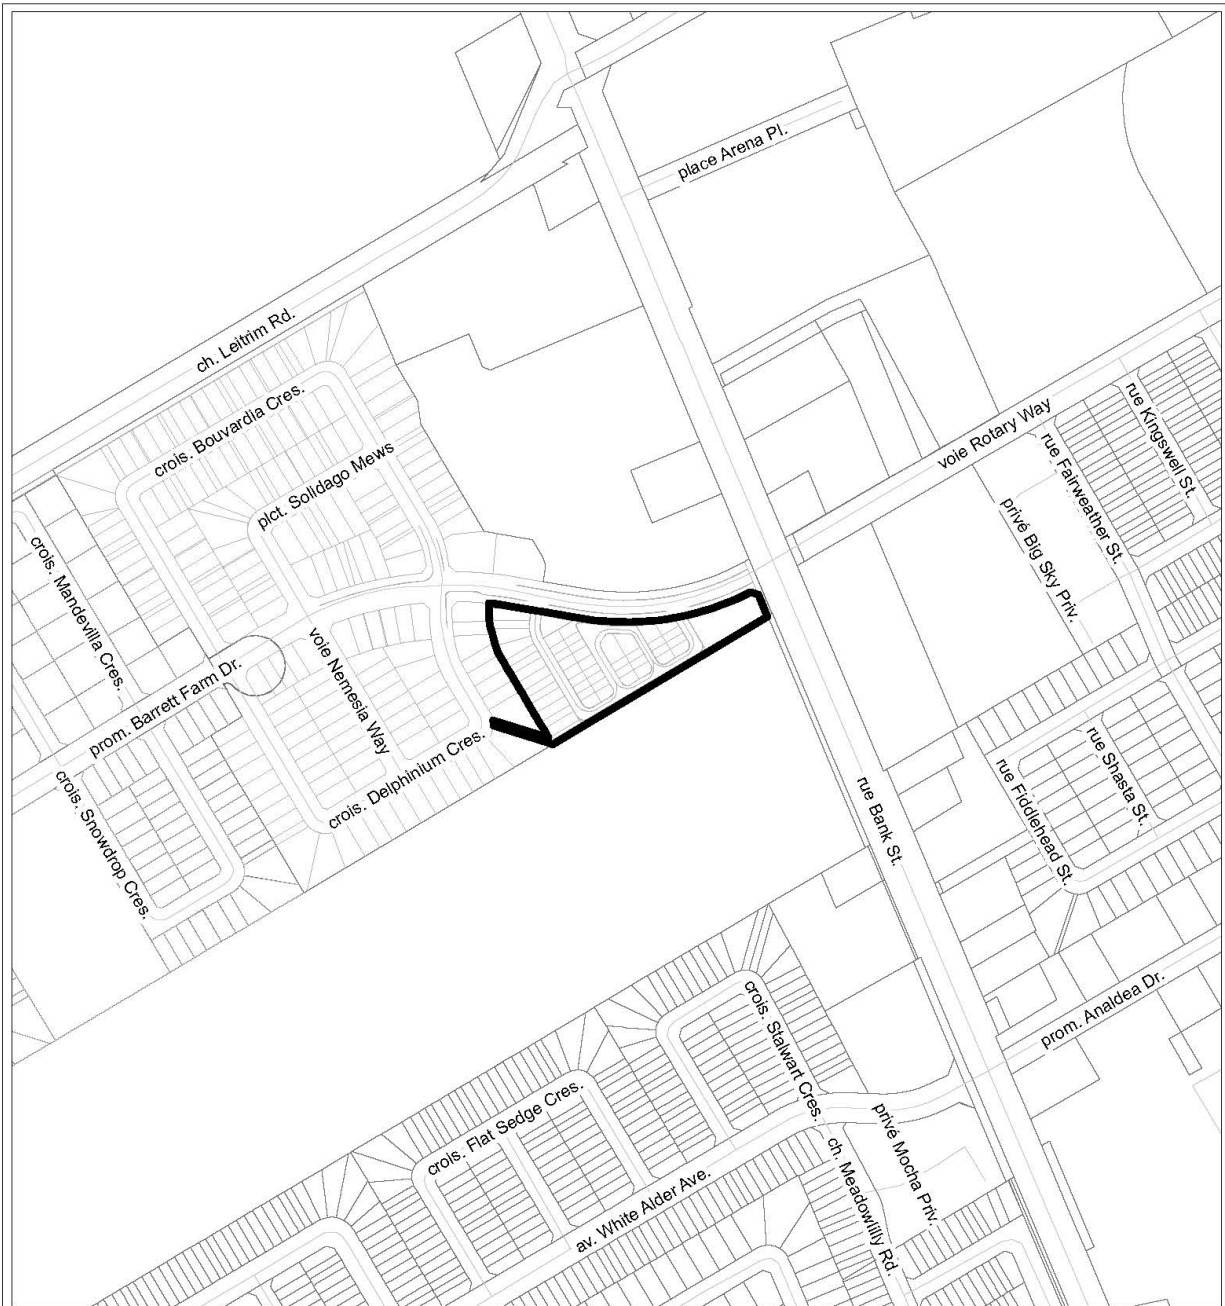 place Arena Pl.
ch. Leitrim Rd.
crois. Bouvardia Cres.
plct. Solidago Mews
voie Rotary Way
rue Kingswell St.
rue Fairweather St.
privé Big Sky Priv.
crois. Mandevilla Cres.
voie Nemesia Way
prom. Barrett Farm Dr.
crois. Delphinium Cres.
crois. Snowdrop Cres.
rue Bank St.
rue Shasta St.
rue Fiddlehead St.
prom. Analdea Dr.
crois. Stalwart Cres.
crois. Flat Sedge Cres.
privé Mocha Priv.
ch. Meadowlilly Rd.
av. White Alder Ave.